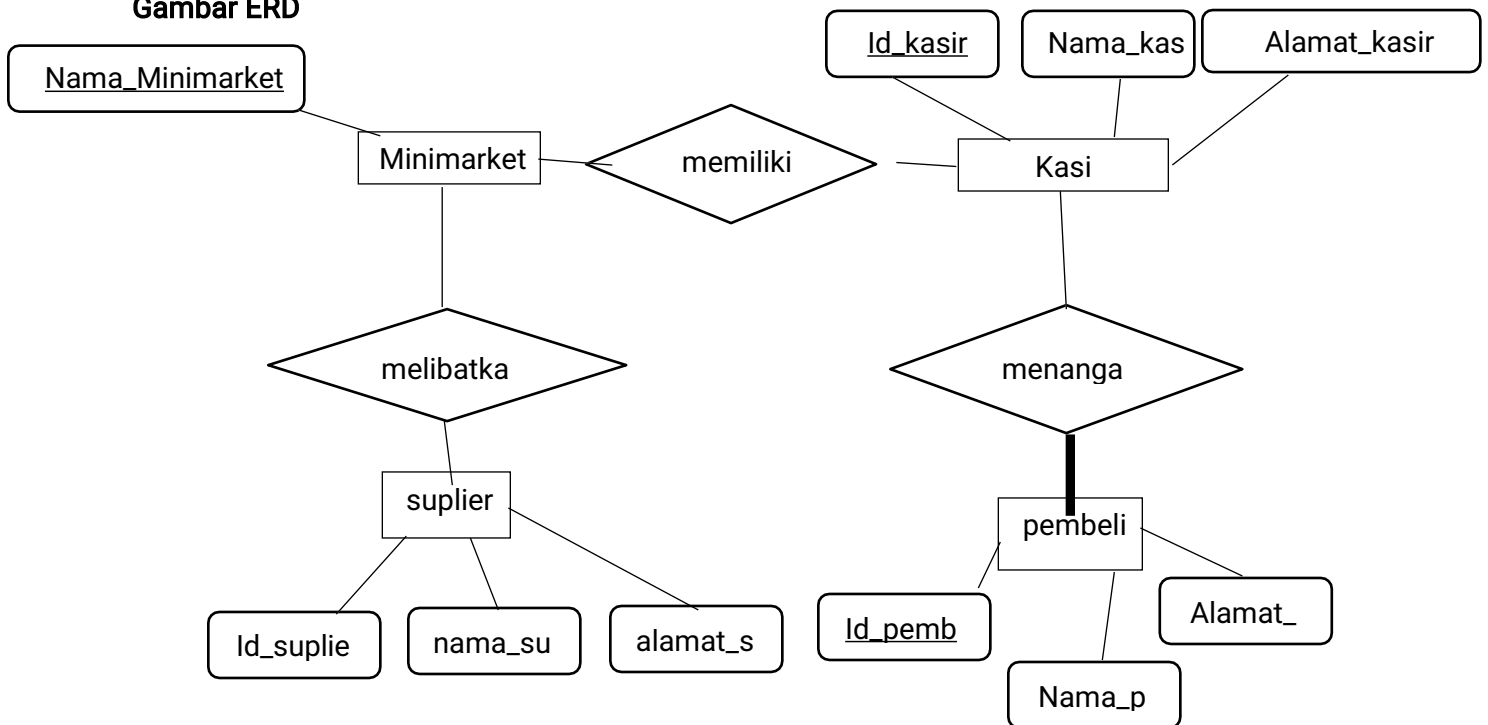 Gambar ERD
Id_kasir
Nama_kas
Alamat_kasir
Nama_Minimarket
Minimarket
memiliki
Kasi
melibatka
menanga
suplier
pembeli
Id_suplie
nama_su
alamat_s
Id_pemb
Alamat_
Nama_p